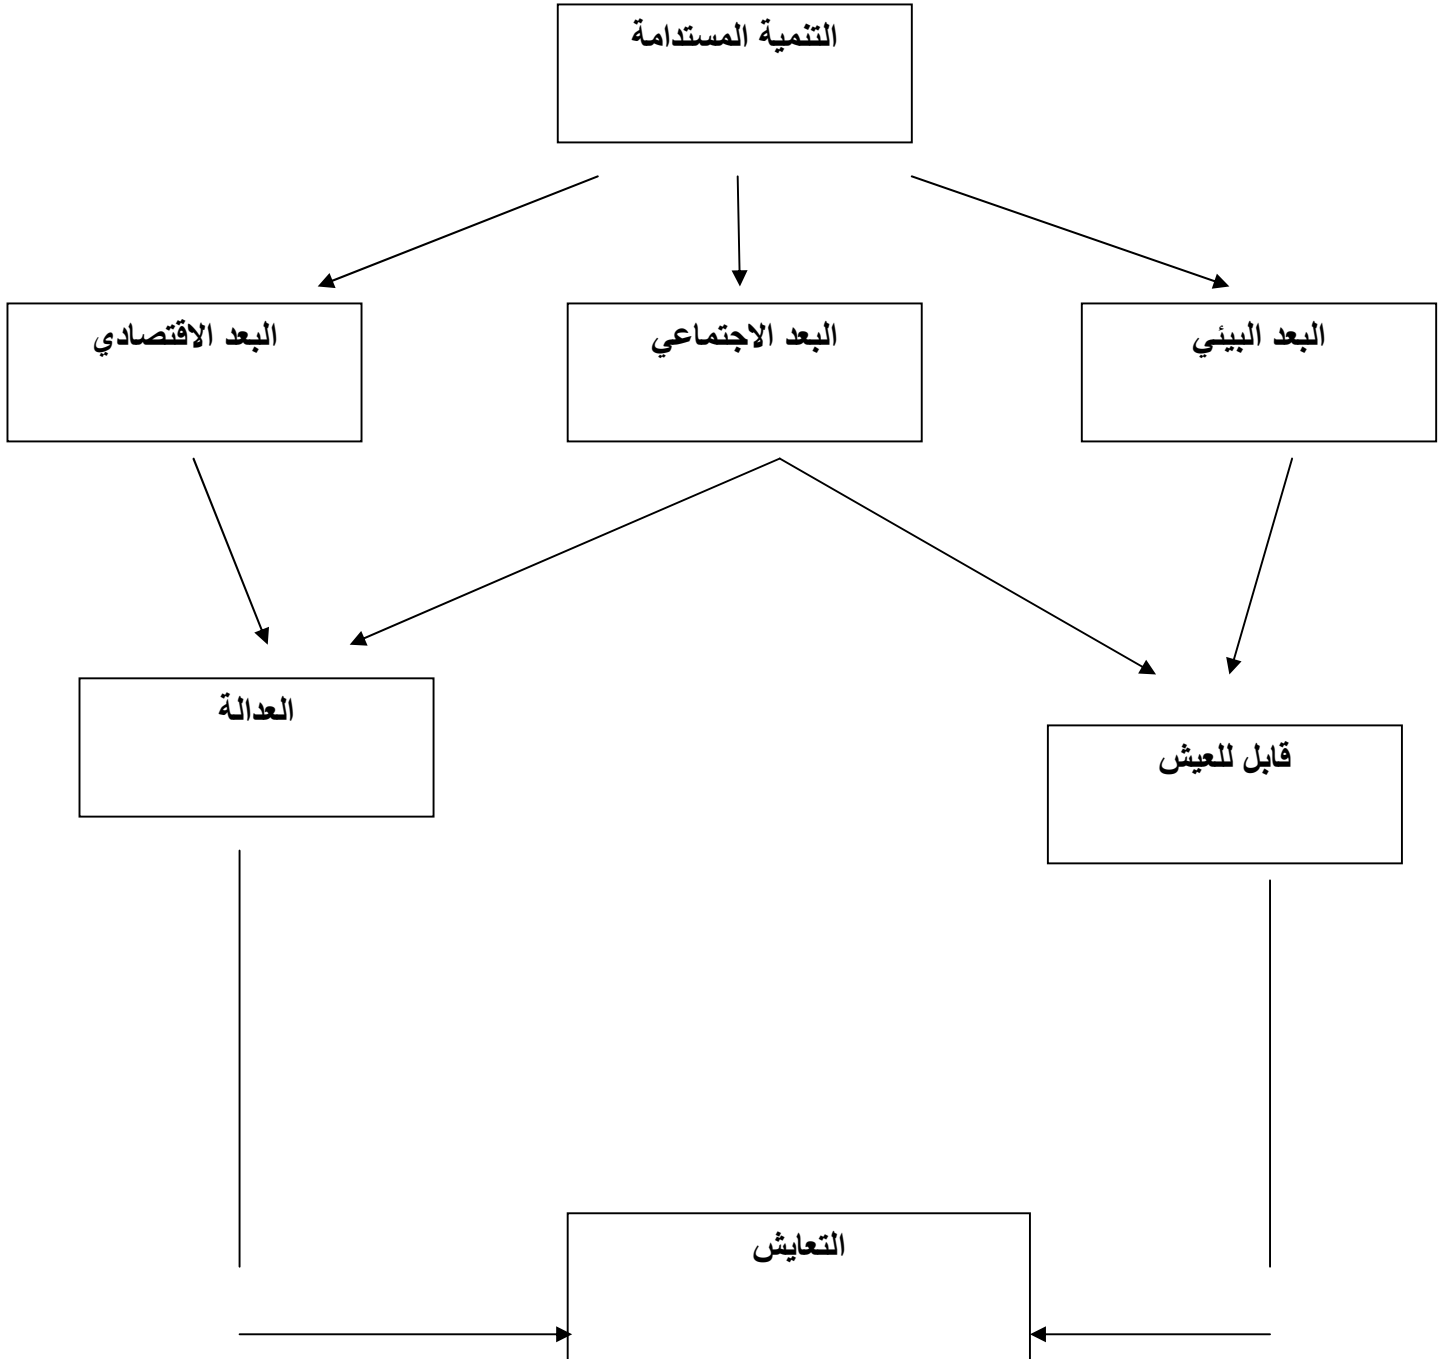 التنمية المستدامة
البعد البيئي
البعد الاجتماعي
البعد الاقتصادي
العدالة
قابل للعيش
التعايش